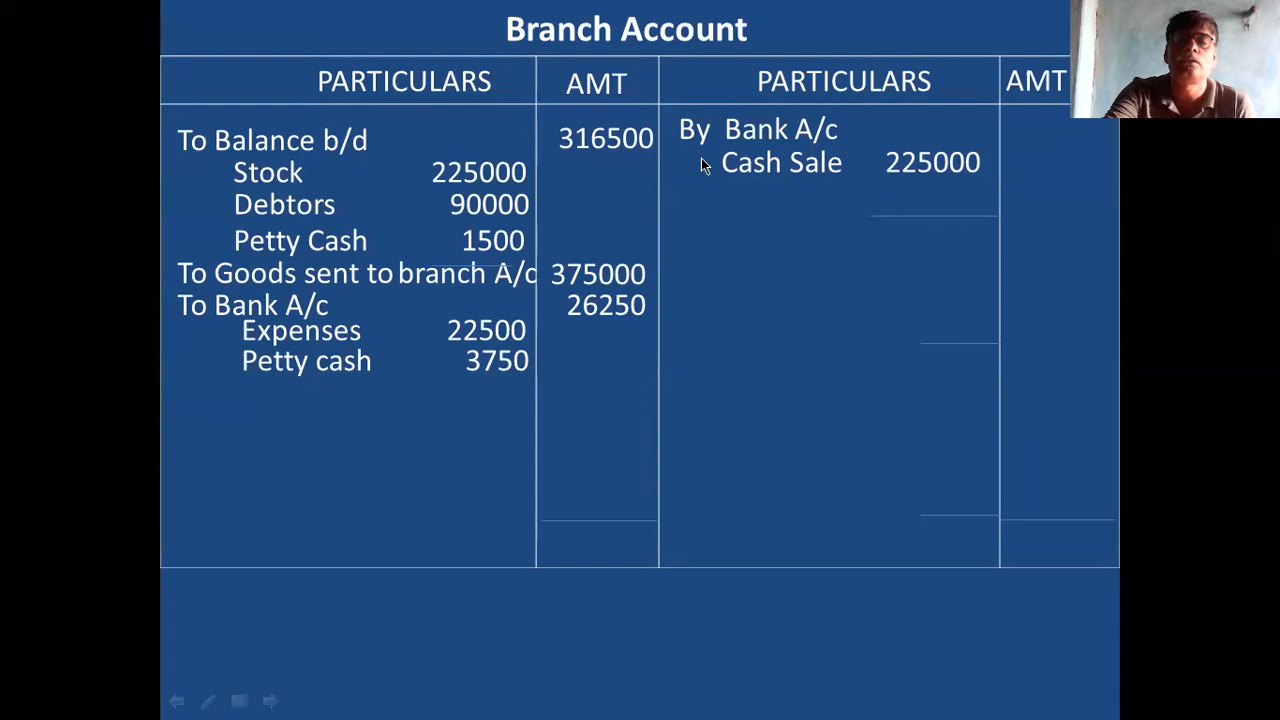 Branch Account
PARTICULARS AMT PARTICULARS AMT
To Balance b/d 316500
Stock 225000
Debtors 90000
Petty Cash 1500
To Goods sent to branch A/c 375000
To Bank A/c 26250
Expenses 22500
Petty cash 3750
By Bank A/c
Cash Sale 225000